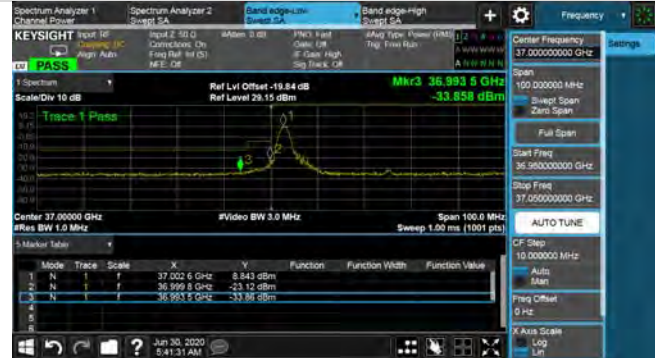 Spectrum Analyzer 1
Channel Power
Spectrum Analyzer 2
Swept SA
Band edge-Low
Swept SA
Band edge-High
Swept SA
Frequency
KEYSIGHT
Input: RF
Coupling: DC
Align: Auto
Input Z: 50 Ω
Corrections: On
Freq Ref: Int (S)
NFE: Off
PNO: Fast
Gate: Off
IF Gain: High
Sig Track: Off
Avg Type: Power (RMS)
Trig: Free Run
PASS
1 Spectrum
Scale/Div 10 dB
Ref Lvl Offset -19.84 dB
Ref Level 29.15 dBm
Mkr3 36.993 5 GHz
-33.858 dBm
Trace 1 Pass
1
2
3
Center 37.00000 GHz
#Res BW 1.0 MHz
#Video BW 3.0 MHz
Span 100.0 MHz
Sweep 1.00 ms (1001 pts)
5 Marker Table
Mode Trace Scale X Y Function Function Width Function Value
1 N 1 f 37.002 6 GHz 8.843 dBm
2 N 1 f 36.999 8 GHz -23.12 dBm
3 N 1 f 36.993 5 GHz -33.86 dBm
4
5
6
Jun 30, 2020
5:41:31 AM
Center Frequency
37.000000000 GHz
Settings
Span
100.000000 MHz
Swept Span
Zero Span
Full Span
Start Freq
36.950000000 GHz
Stop Freq
37.050000000 GHz
AUTO TUNE
CF Step
10.000000 MHz
Auto
Man
Freq Offset
0 Hz
X Axis Scale
Log